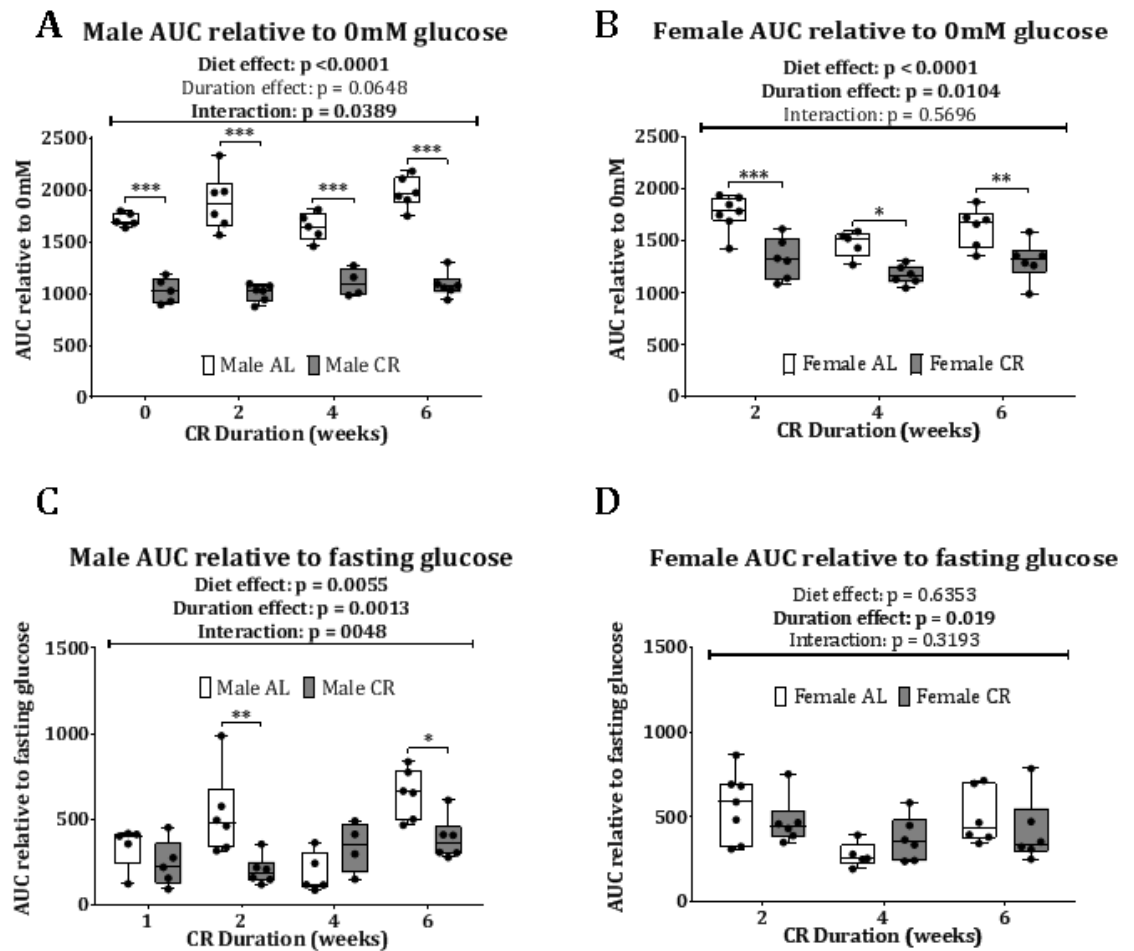 A
Male AUC relative to 0mM glucose
Diet effect: p <0.0001
Duration effect: p = 0.0648
Interaction: p = 0.0389
AUC relative to 0mM
2500
2000
1500
1000
500
0
***
***
***
***
Male AL
Male CR
0
2
4
6
CR Duration (weeks)
B
Female AUC relative to 0mM glucose
Diet effect: p < 0.0001
Duration effect: p = 0.0104
Interaction: p = 0.5696
AUC relative to 0mM
2500
2000
1500
1000
500
0
***
*
**
Female AL
Female CR
2
4
6
CR Duration (weeks)
C
Male AUC relative to fasting glucose
Diet effect: p = 0.0055
Duration effect: p = 0.0013
Interaction: p = 0048
AUC relative to fasting glucose
1500
1000
500
0
Male AL
Male CR
**
*
1
2
4
6
CR Duration (weeks)
D
Female AUC relative to fasting glucose
Diet effect: p = 0.6353
Duration effect: p = 0.019
Interaction: p = 0.3193
AUC relative to fasting glucose
1500
1000
500
0
Female AL
Female CR
2
4
6
CR Duration (weeks)